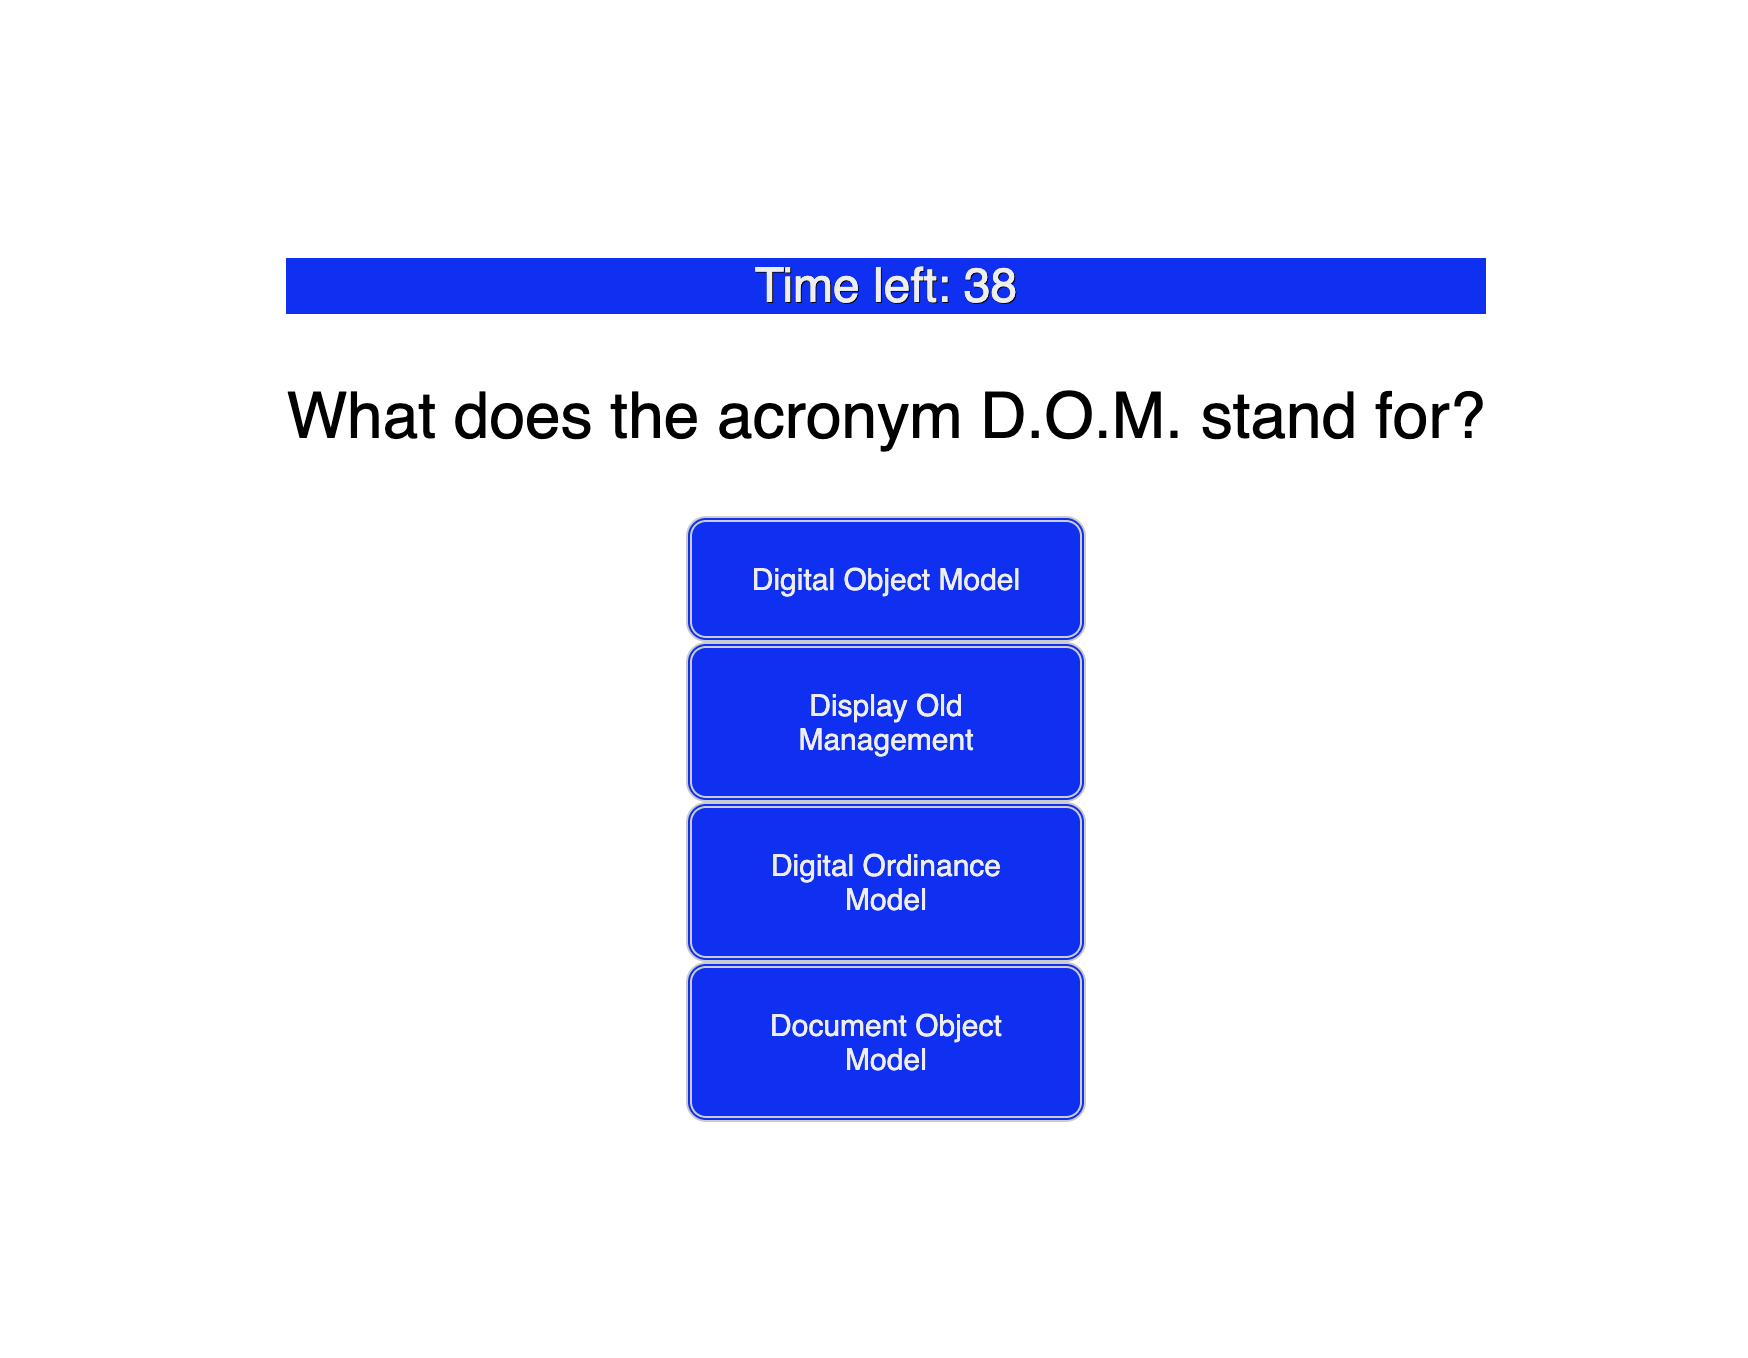 Time left: 38
What does the acronym D.O.M. stand for?
Digital Object Model
Display Old
Management
Digital Ordinance
Model
Document Object
Model